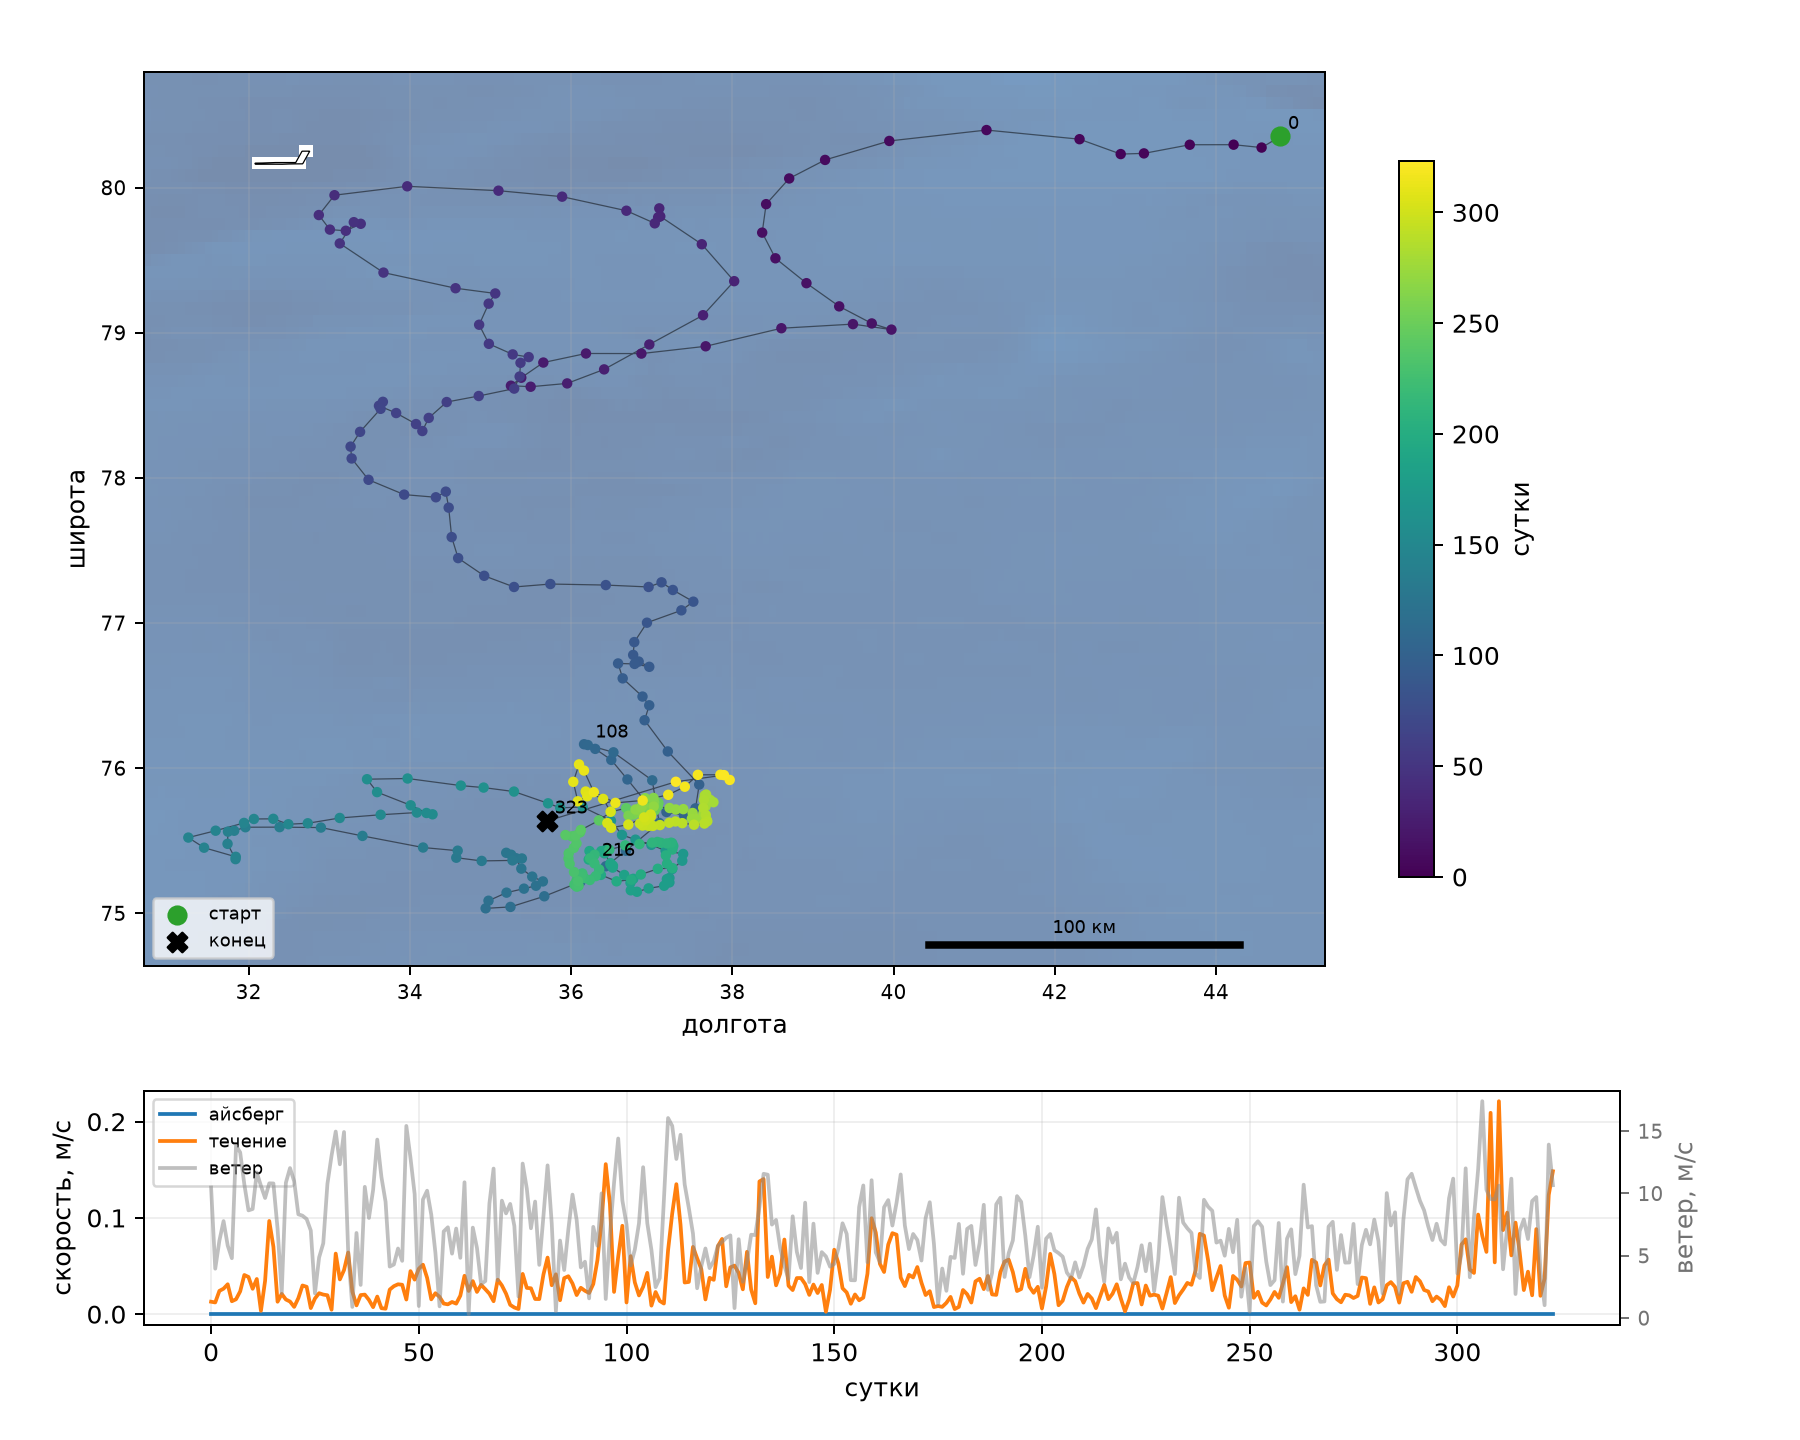 0
80
79
78
77
76
75
широта
108
323
216
старт
конец
100 км
32 34 36 38 40 42 44
долгота
300
250
200
150
100
50
0
сутки
айсберг
течение
ветер
0.2
0.1
0.0
скорость, м/с
15
10
5
0
ветер, м/с
0 50 100 150 200 250 300
сутки